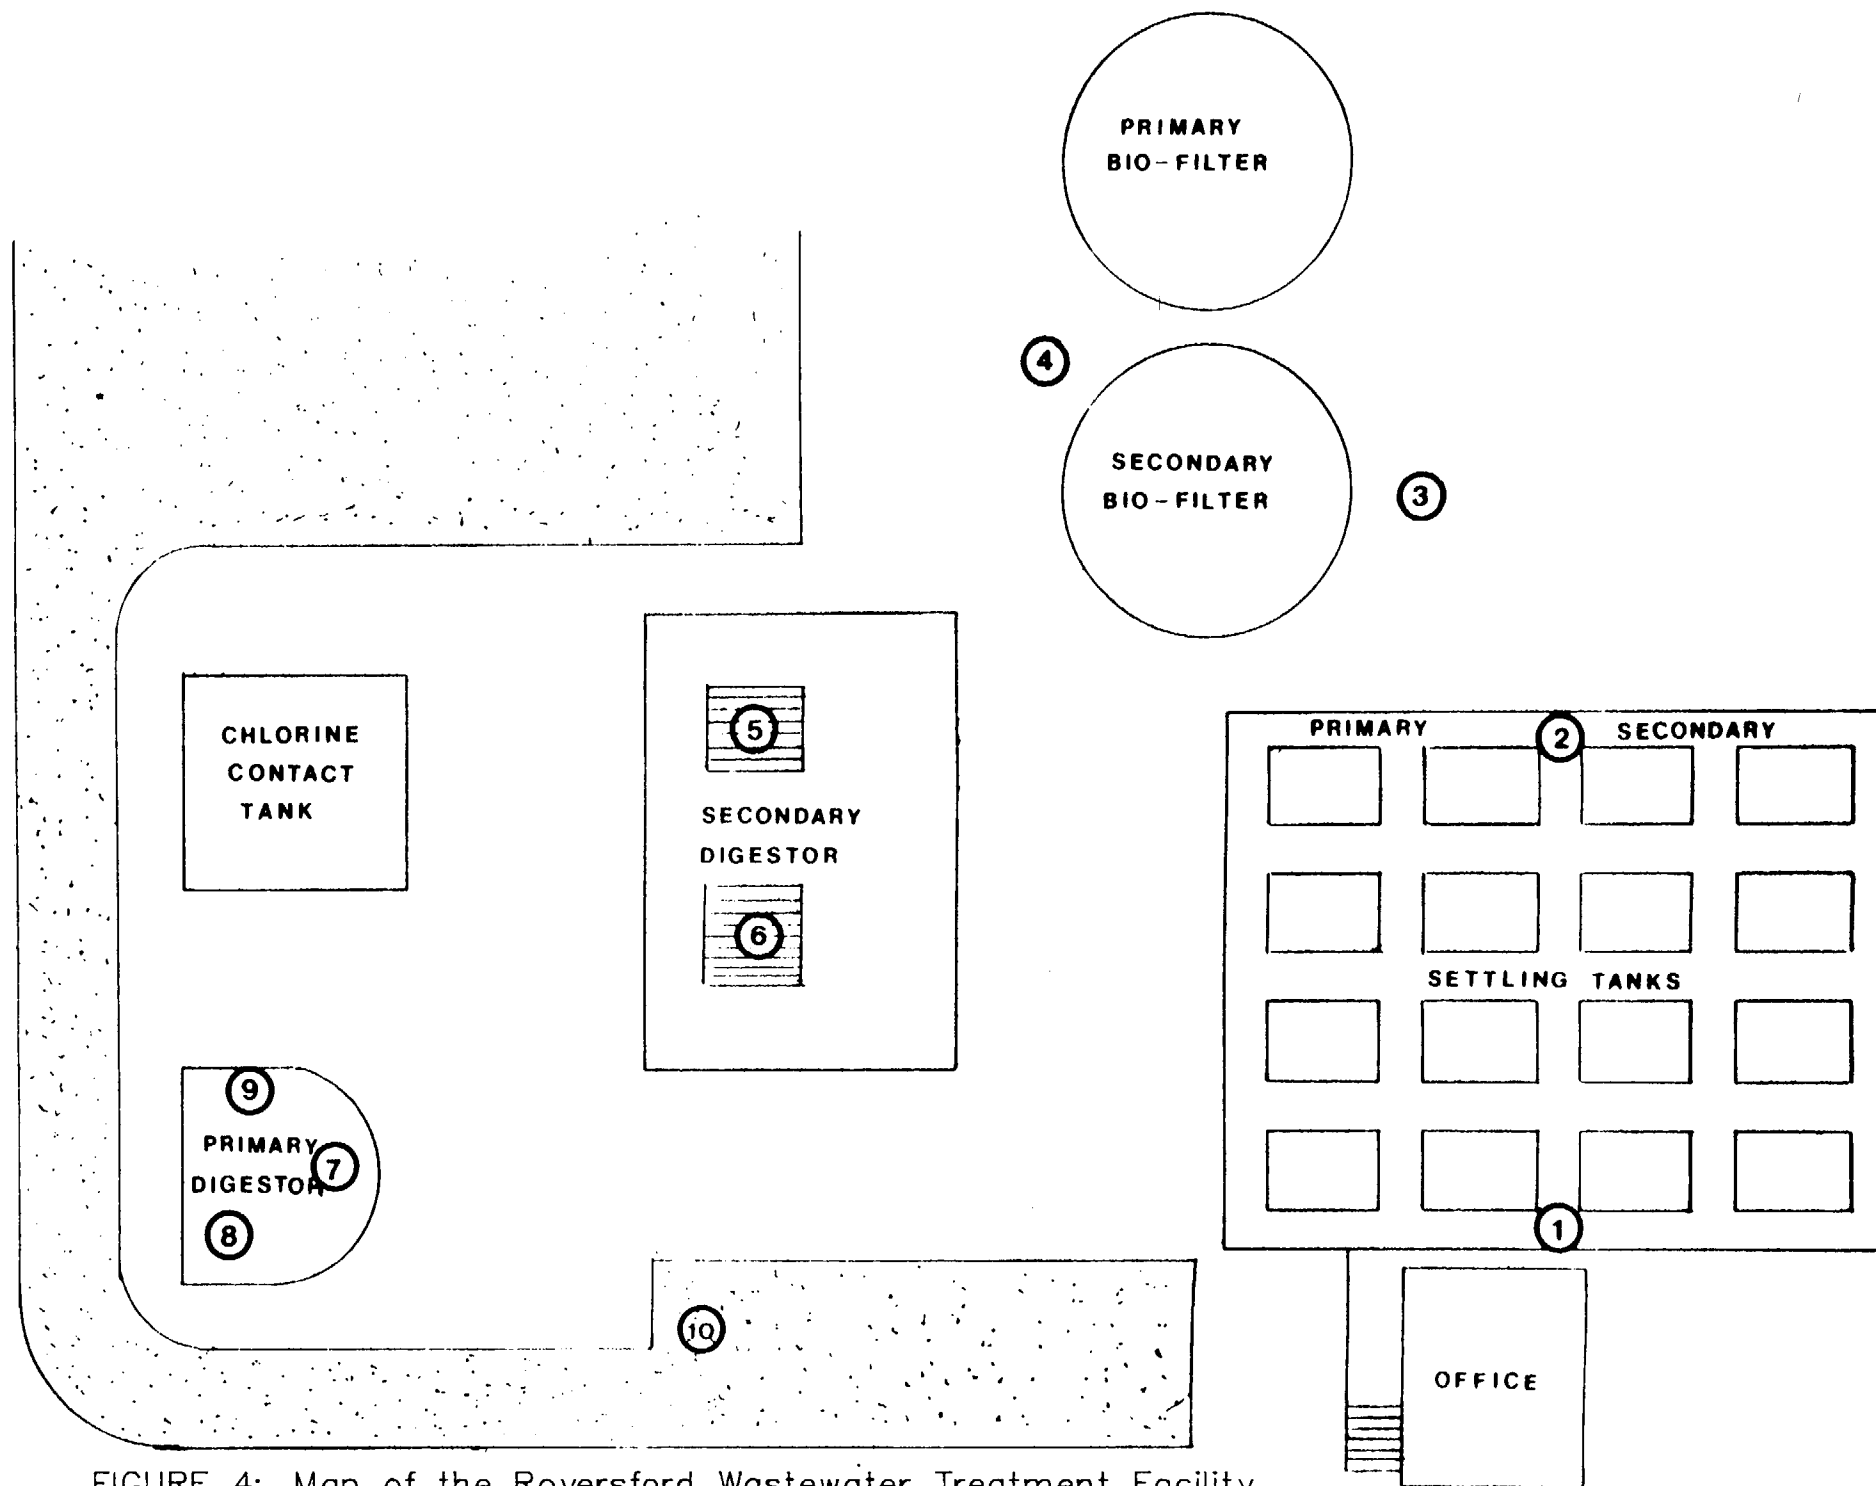 PRIMARY
BIO-FILTER
4
SECONDARY
BIO-FILTER
3
CHLORINE
CONTACT
TANK
5
SECONDARY
DIGESTOR
6
PRIMARY
2
SECONDARY
SETTLING TANKS
1
9
PRIMARY
7
DIGESTOR
8
10
OFFICE
FIGURE 4: Map of the Royersford Wastewater Treatment Facility